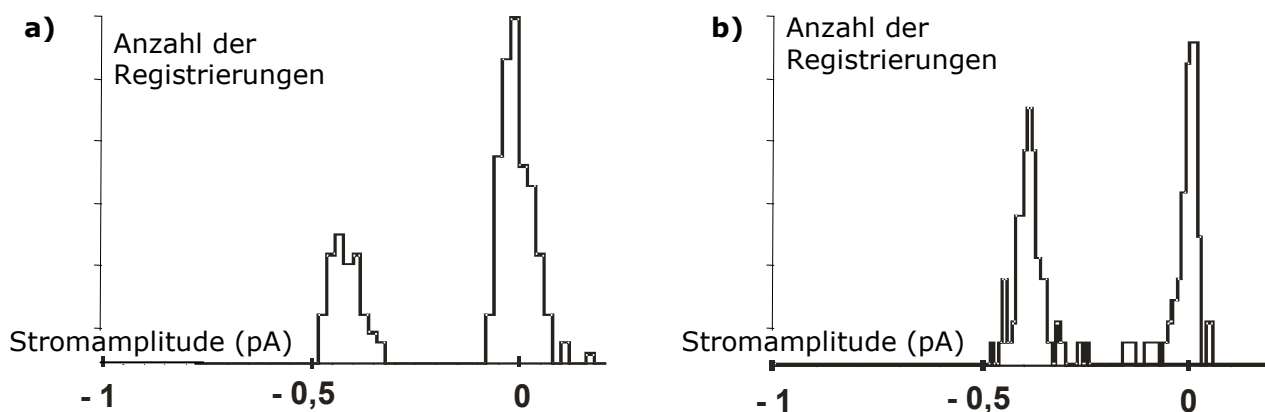 a)
Anzahl der
Registrierungen
Stromamplitude (pA)
- 1
- 0,5
0
b)
Anzahl der
Registrierungen
Stromamplitude (pA)
- 1
- 0,5
0